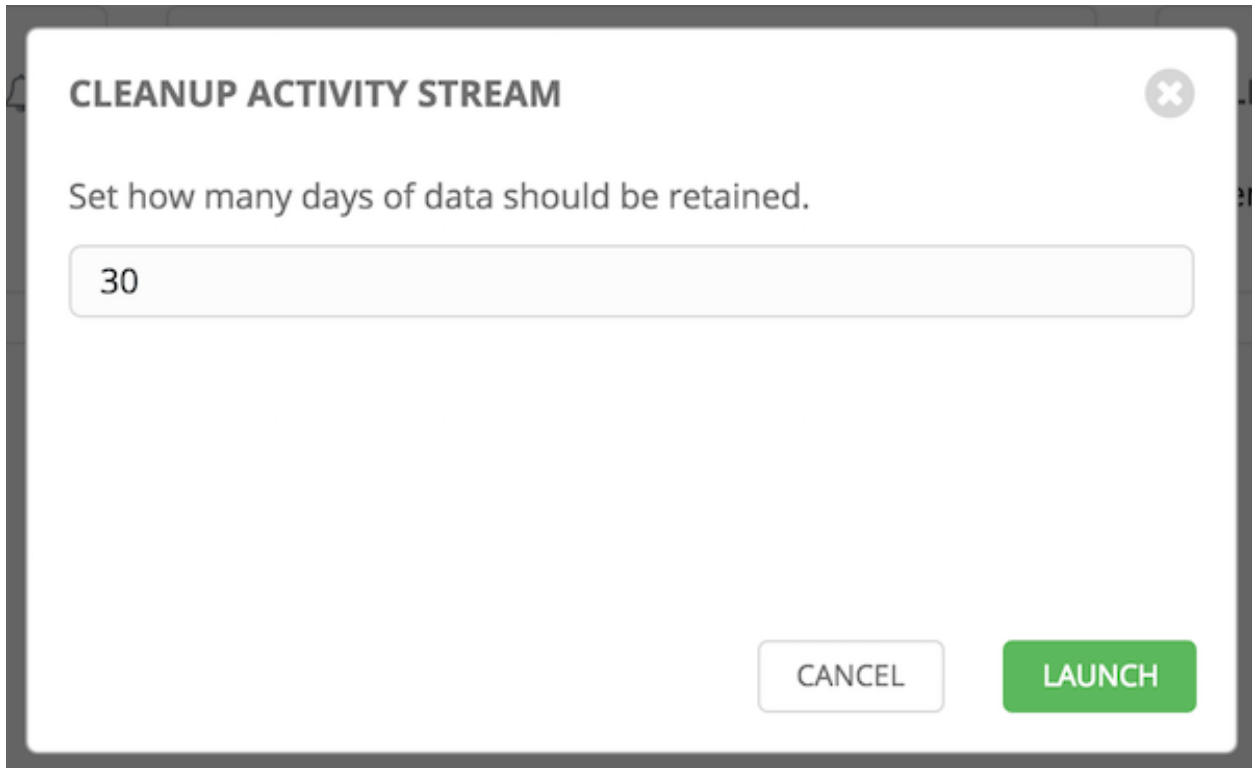 CLEANUP ACTIVITY STREAM
Set how many days of data should be retained.
30
CANCEL LAUNCH